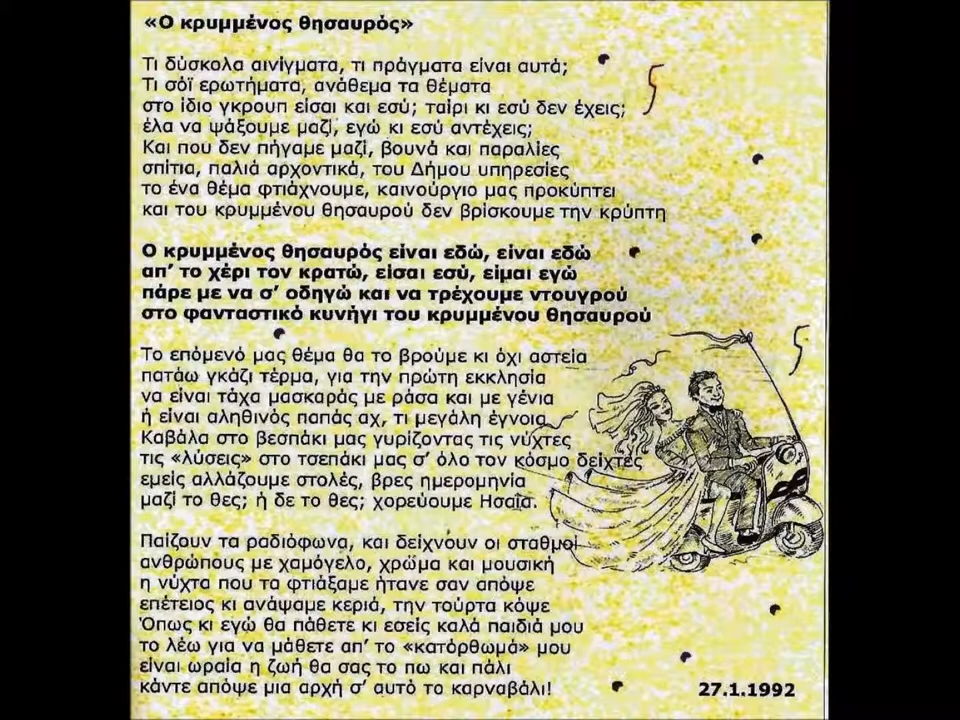 «Ο κρυμμένος θησαυρός»
Τι δύσκολα αινίγματα, τι πράγματα είναι αυτά;
Τι σόϊ ερωτήματα, ανάθεμα τα θέματα
στο ίδιο γκρουπ είσαι και εσύ; ταίρι κι εσύ δεν έχεις;
έλα να ψάξουμε μαζί, εγώ κι εσύ αντέχεις;
Και που δεν πήγαμε μαζί, βουνά και παραλίες
σπίτια, παλιά αρχοντικά, του Δήμου υπηρεσίες
το ένα θέμα φτιάχνουμε, καινούργιο μας προκύπτει
και του κρυμμένου θησαυρού δεν βρίσκουμε την κρύπτη
Ο κρυμμένος θησαυρός είναι εδώ, είναι εδώ
απ’ το χέρι τον κρατώ, είσαι εσύ, είμαι εγώ
πάρε με να σ’ οδηγώ και να τρέχουμε ντουγρού
στο φανταστικό κυνήγι του κρυμμένου θησαυρού
Το επόμενό μας θέμα θα το βρούμε κι όχι αστεία
πατάω γκάζι τέρμα, για την πρώτη εκκλησία
να είναι τάχα μασκαράς με ράσα και με γένια
ή είναι αληθινός παπάς αχ, τι μεγάλη έγνοια
Καβάλα στο βεσπάκι μας γυρίζοντας τις νύχτες
τις «λύσεις» στο τσεπάκι μας σ’ όλο τον κόσμο δείχτες
εμείς αλλάζουμε στολές, βρες ημερομηνία
μαζί το θες; ή δε το θες; χορεύουμε Ησαΐα.
Παίζουν τα ραδιόφωνα, και δείχνουν οι σταθμοί
ανθρώπους με χαμόγελο, χρώμα και μουσική
η νύχτα που τα φτιάξαμε ήτανε σαν απόψε
επέτειος κι ανάψαμε κεριά, την τούρτα κόψε
Όπως κι εγώ θα πάθετε κι εσείς καλά παιδιά μου
το λέω για να μάθετε απ’ το «κατόρθωμά» μου
είναι ωραία η ζωή θα σας το πω και πάλι
κάντε απόψε μια αρχή σ’ αυτό το καρναβάλι!
27.1.1992